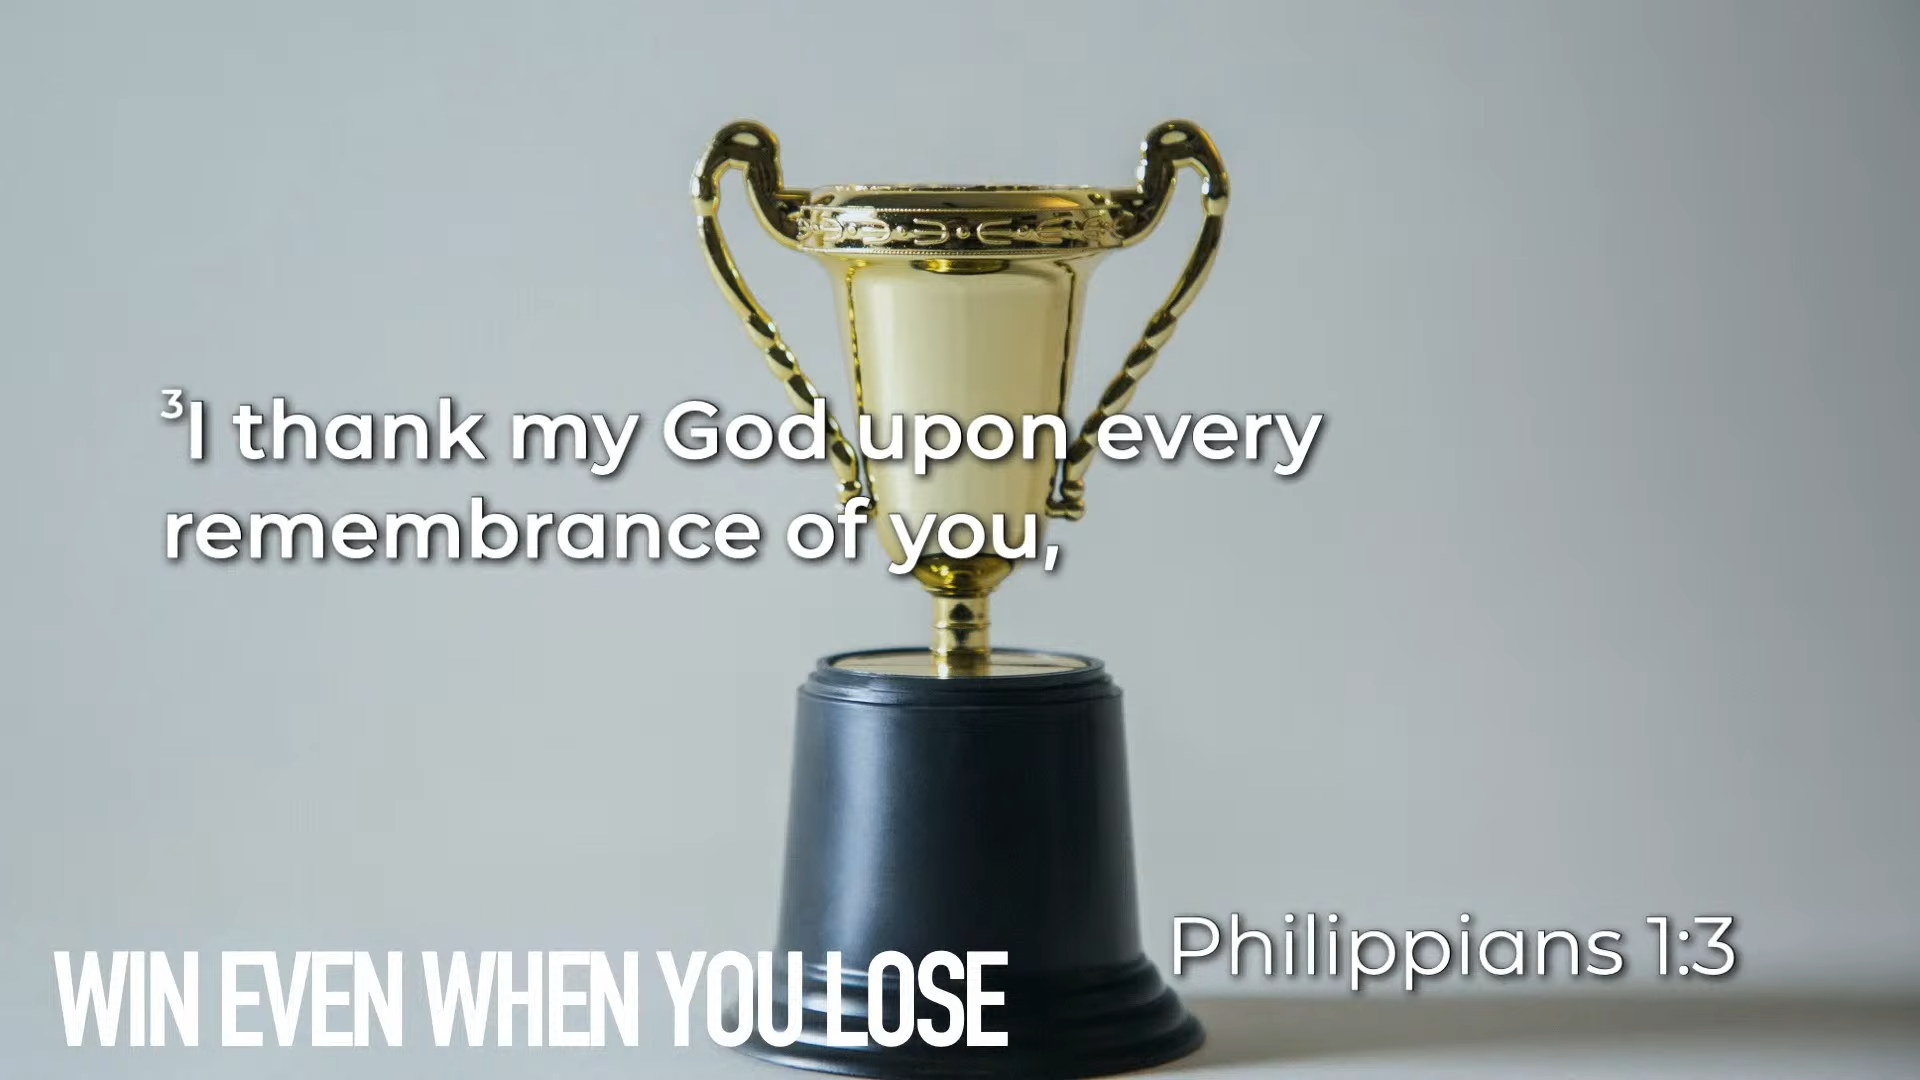 ³I thank my God upon every
remembrance of you,
Philippians 1:3
WIN EVEN WHEN YOU LOSE